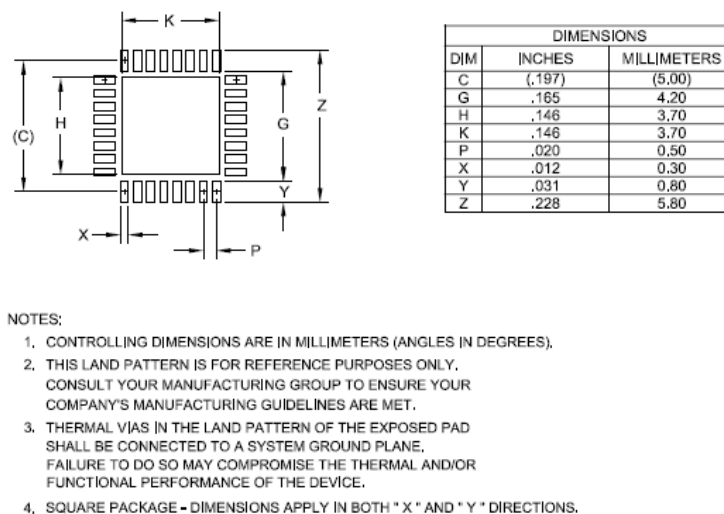 K
(C)
H
G
Z
Y
X
P
DIMENSIONS
DIM INCHES MILLIMETERS
C (.197) (5.00)
G .165 4.20
H .146 3.70
K .146 3.70
P .020 0.50
X .012 0.30
Y .031 0.80
Z .228 5.80
NOTES:
1. CONTROLLING DIMENSIONS ARE IN MILLIMETERS (ANGLES IN DEGREES).
2. THIS LAND PATTERN IS FOR REFERENCE PURPOSES ONLY.
CONSULT YOUR MANUFACTURING GROUP TO ENSURE YOUR
COMPANY'S MANUFACTURING GUIDELINES ARE MET.
3. THERMAL VIAS IN THE LAND PATTERN OF THE EXPOSED PAD
SHALL BE CONNECTED TO A SYSTEM GROUND PLANE.
FAILURE TO DO SO MAY COMPROMISE THE THERMAL AND/OR
FUNCTIONAL PERFORMANCE OF THE DEVICE.
4. SQUARE PACKAGE - DIMENSIONS APPLY IN BOTH " X " AND " Y " DIRECTIONS.